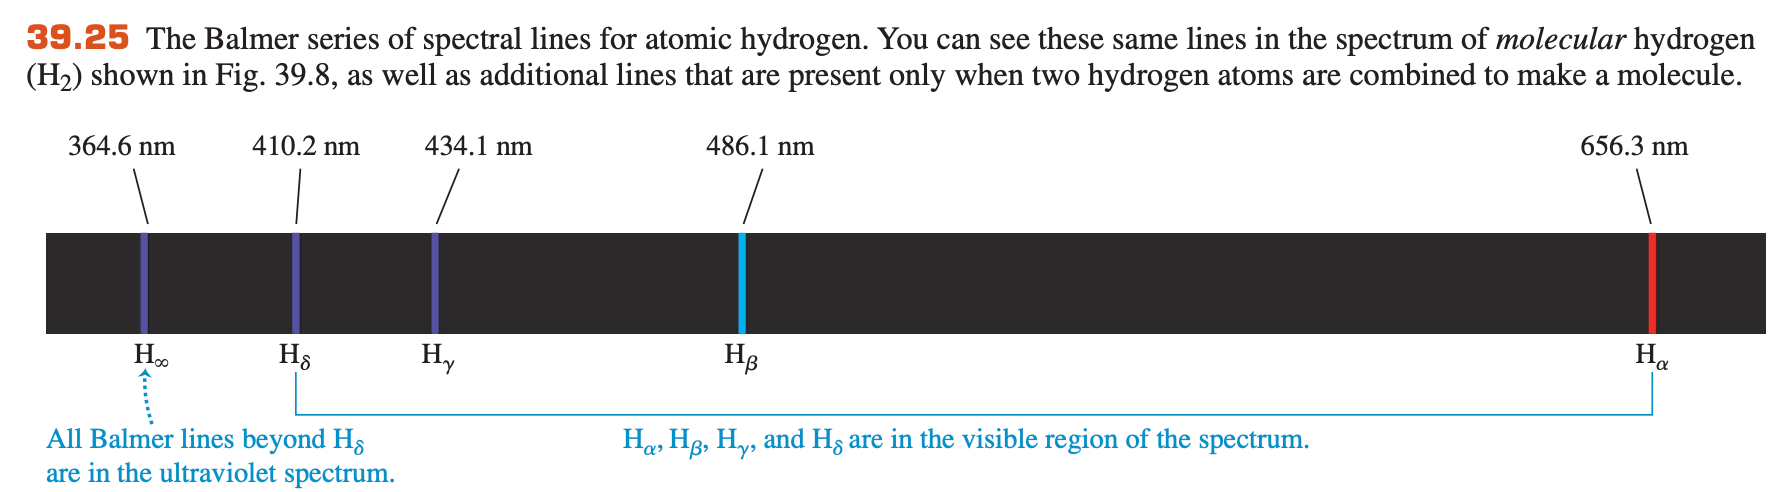 39.25 The Balmer series of spectral lines for atomic hydrogen. You can see these same lines in the spectrum of molecular hydrogen
(H₂) shown in Fig. 39.8, as well as additional lines that are present only when two hydrogen atoms are combined to make a molecule.
364.6 nm 410.2 nm 434.1 nm 486.1 nm 656.3 nm
H∞ Hδ Hγ Hβ Hα
All Balmer lines beyond Hδ
are in the ultraviolet spectrum.
Hα, Hβ, Hγ, and Hδ are in the visible region of the spectrum.